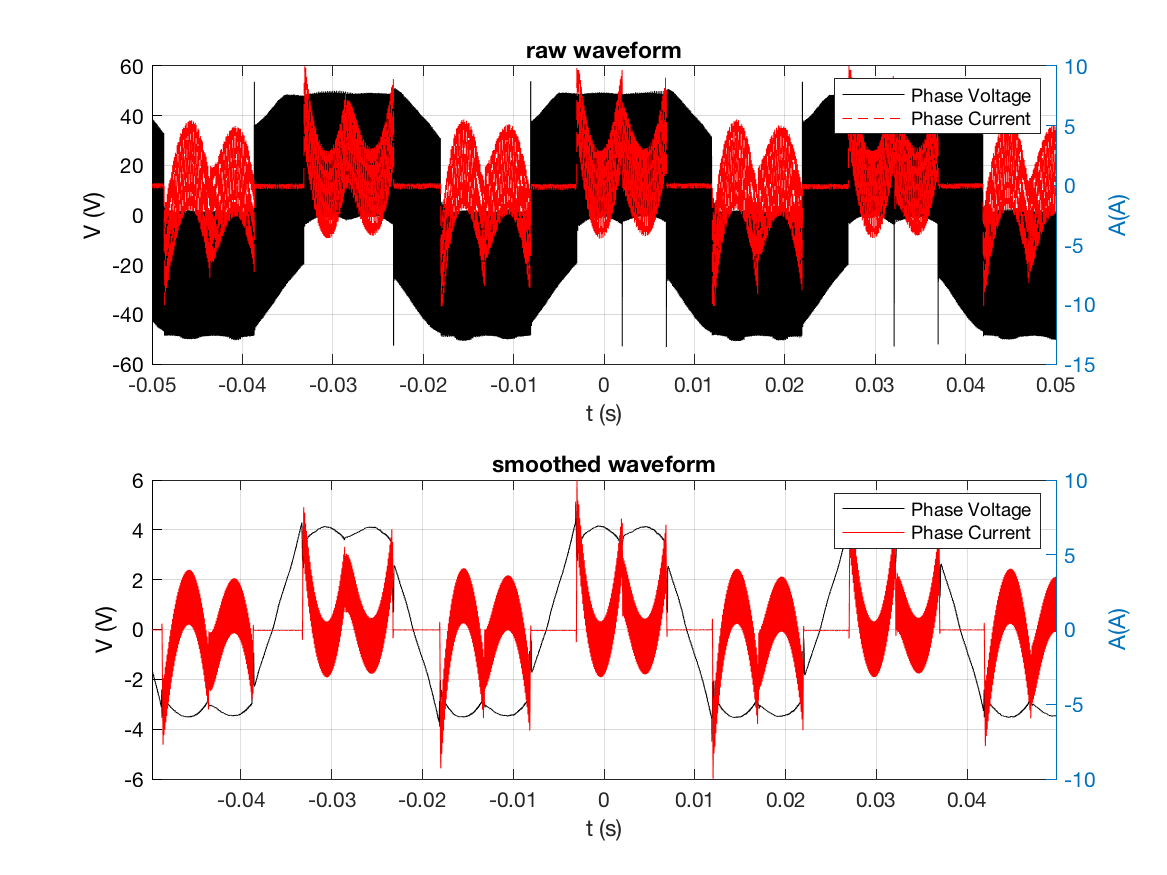 raw waveform
60
40
20
0
-20
-40
-60
V (V)
10
5
0
-5
-10
-15
A(A)
Phase Voltage
Phase Current
-0.05 -0.04 -0.03 -0.02 -0.01 0 0.01 0.02 0.03 0.04 0.05
t (s)
smoothed waveform
6
4
2
0
-2
-4
-6
V (V)
10
5
0
-5
-10
A(A)
Phase Voltage
Phase Current
-0.04 -0.03 -0.02 -0.01 0 0.01 0.02 0.03 0.04
t (s)